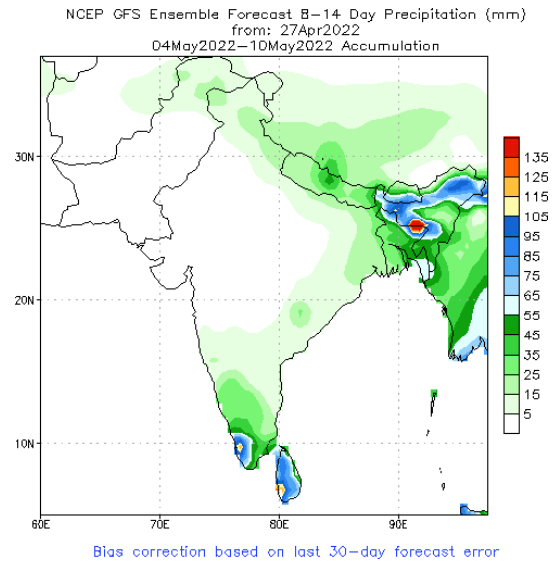 NCEP GFS Ensemble Forecast 8-14 Day Precipitation (mm)
from: 27Apr2022
04May2022-10May2022 Accumulation
30N
20N
10N
60E
70E
80E
90E
135
125
115
105
95
85
75
65
55
45
35
25
15
5
Bias correction based on last 30-day forecast error